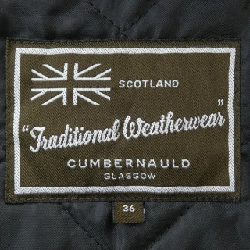 SCOTLAND
"Traditional Weatherwear"
CUMBERNAULD
GLASGOW
36